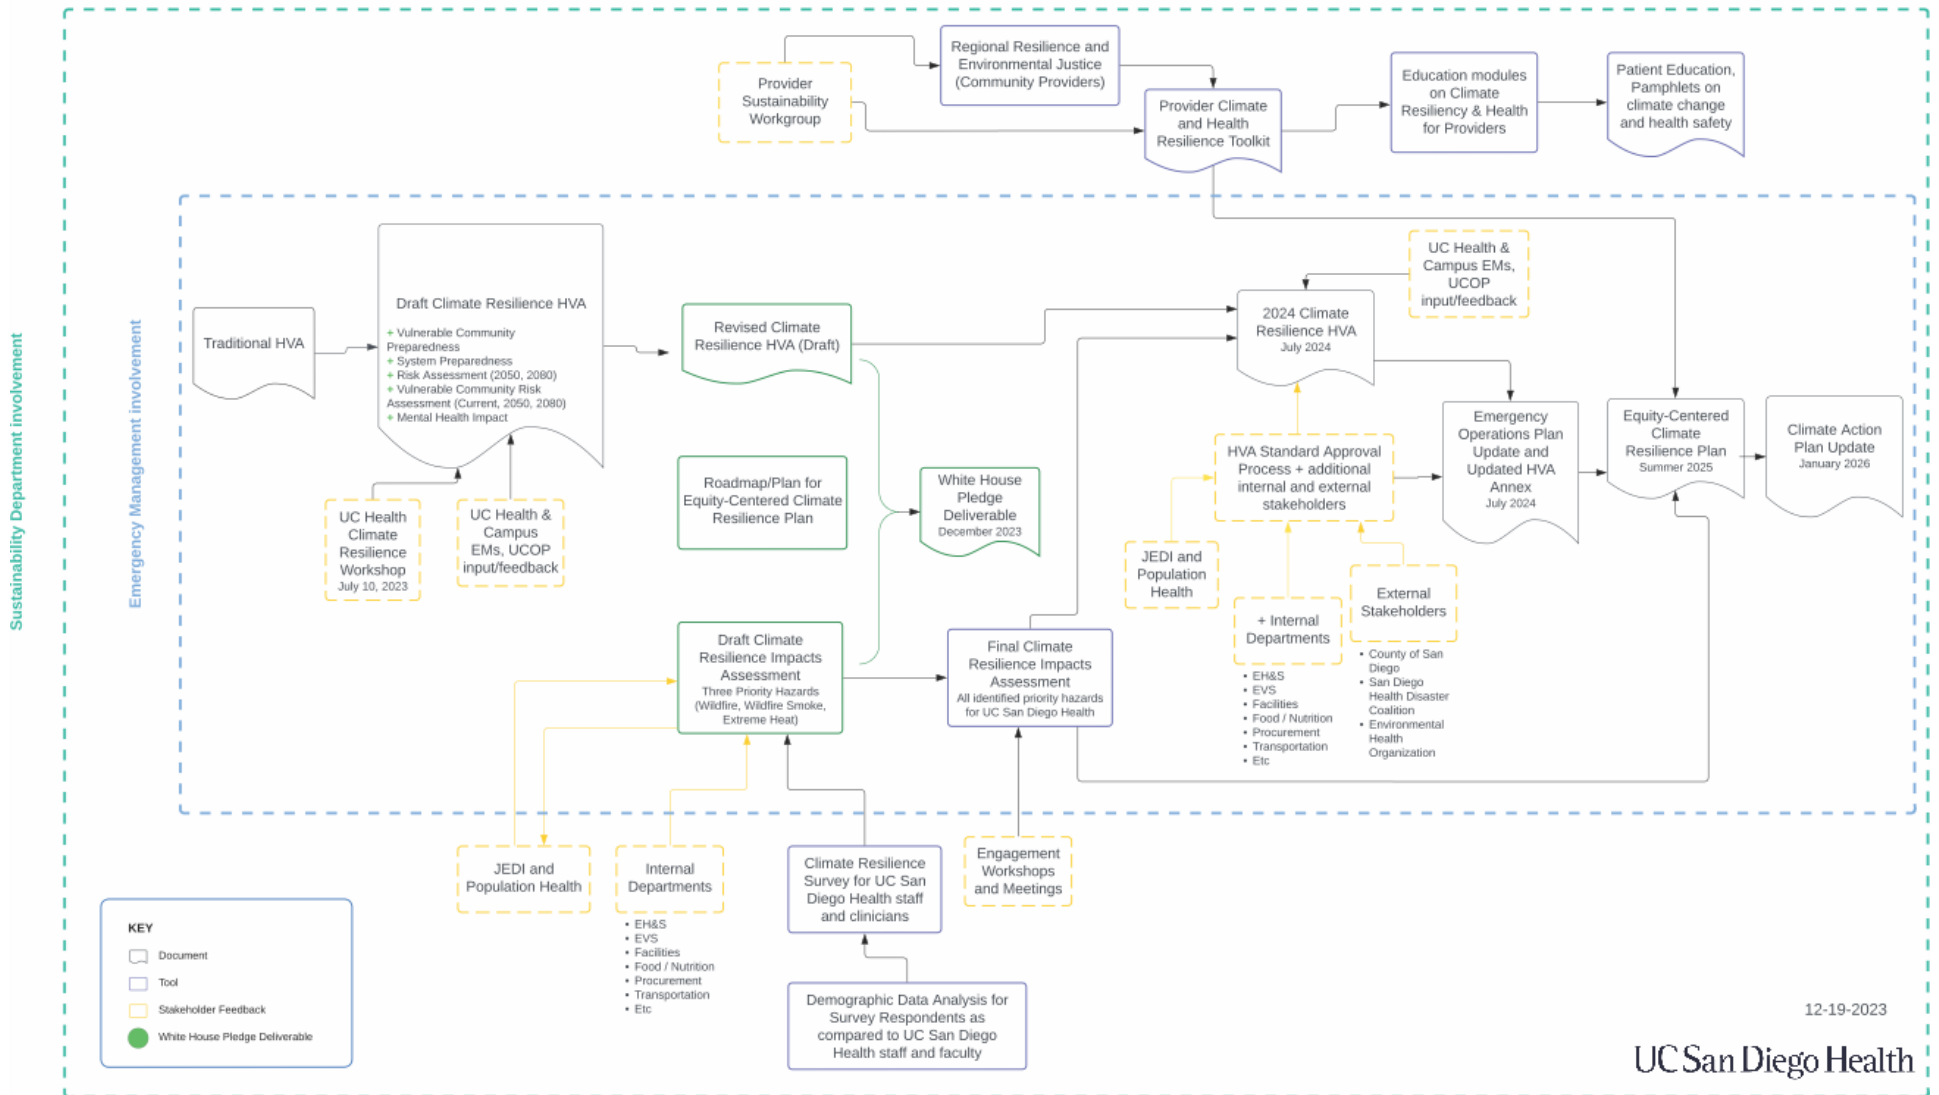 Sustainability Department involvement
Emergency Management involvement
Provider
Sustainability
Workgroup
Regional Resilience and
Environmental Justice
(Community Providers)
Provider Climate
and Health
Resilience Toolkit
Education modules
on Climate
Resiliency & Health
for Providers
Patient Education,
Pamphlets on
climate change
and health safety
Traditional HVA
Draft Climate Resilience HVA
+ Vulnerable Community
Preparedness
+ System Preparedness
+ Risk Assessment (2050, 2080)
+ Vulnerable Community Risk
Assessment (Current, 2050, 2080)
+ Mental Health Impact
UC Health
Climate
Resilience
Workshop
July 10, 2023
UC Health &
Campus
EMs, UCOP
input/feedback
Revised Climate
Resilience HVA (Draft)
Roadmap/Plan for
Equity-Centered Climate
Resilience Plan
White House
Pledge
Deliverable
December 2023
Draft Climate
Resilience Impacts
Assessment
Three Priority Hazards
(Wildfire, Wildfire Smoke,
Extreme Heat)
Final Climate
Resilience Impacts
Assessment
All identified priority hazards
for UC San Diego Health
UC Health &
Campus EMs,
UCOP
input/feedback
2024 Climate
Resilience HVA
July 2024
HVA Standard Approval
Process + additional
internal and external
stakeholders
JEDI and
Population
Health
+ Internal
Departments
• EH&S
• EVS
• Facilities
• Food / Nutrition
• Procurement
• Transportation
• Etc
External
Stakeholders
• County of San
Diego
• San Diego
Health Disaster
Coalition
• Environmental
Health
Organization
Emergency
Operations Plan
Update and
Updated HVA
Annex
July 2024
Equity-Centered
Climate
Resilience Plan
Summer 2025
Climate Action
Plan Update
January 2026
JEDI and
Population Health
Internal
Departments
• EH&S
• EVS
• Facilities
• Food / Nutrition
• Procurement
• Transportation
• Etc
Climate Resilience
Survey for UC San
Diego Health staff
and clinicians
Engagement
Workshops
and Meetings
Demographic Data Analysis for
Survey Respondents as
compared to UC San Diego
Health staff and faculty
KEY
Document
Tool
Stakeholder Feedback
White House Pledge Deliverable
12-19-2023
UC San Diego Health